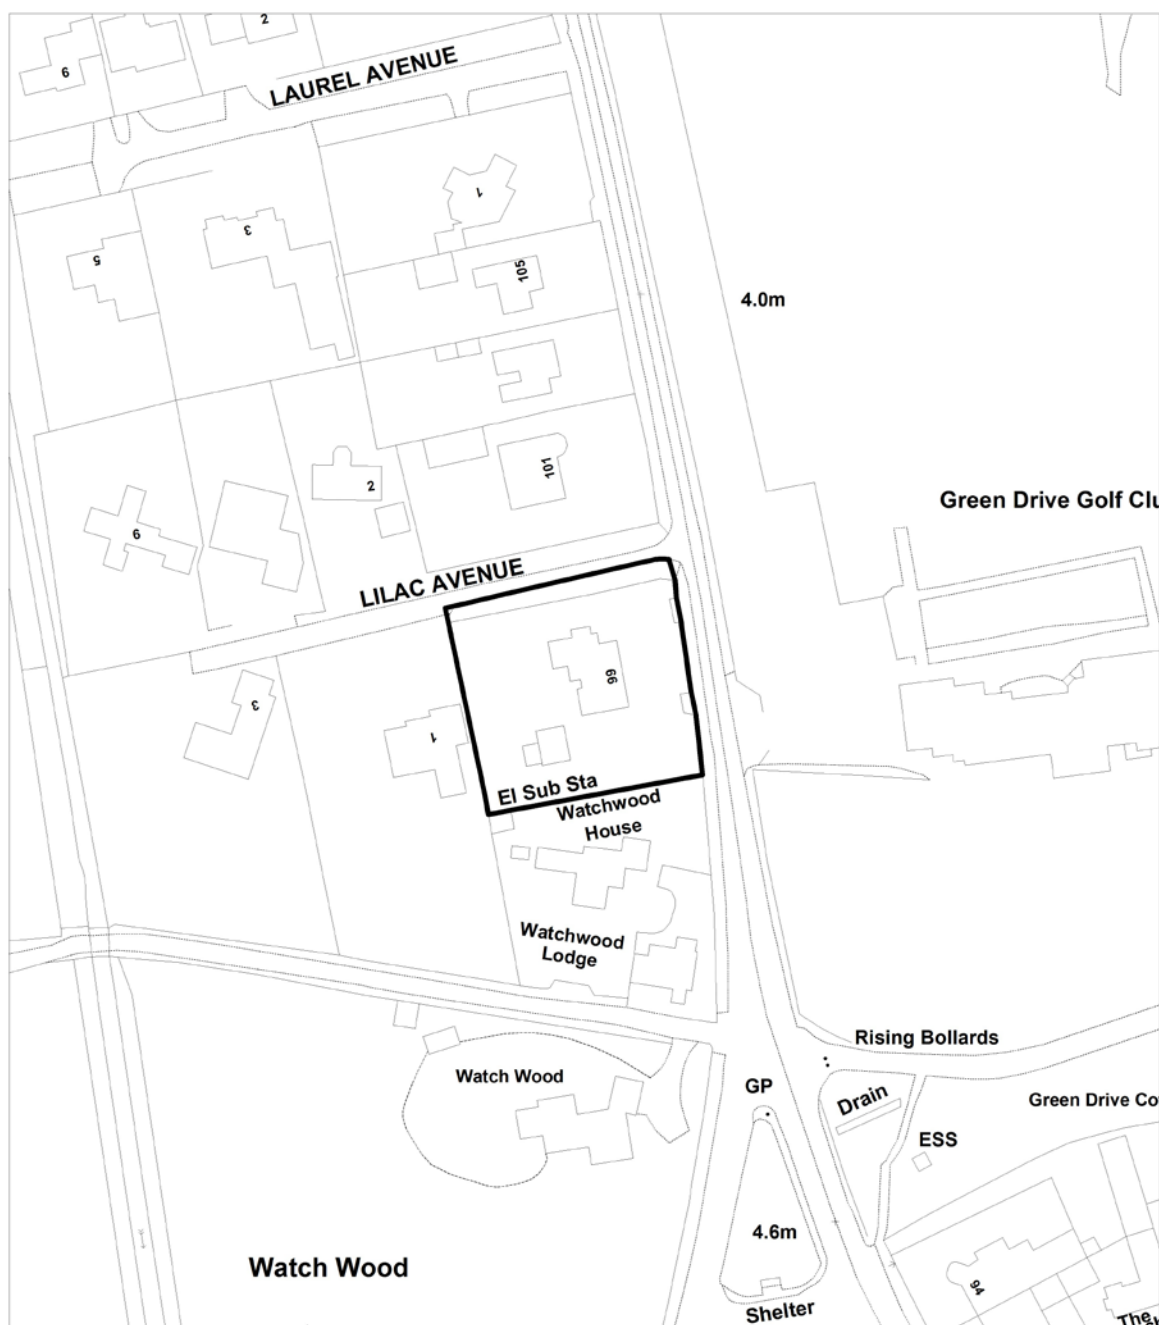 2
9
LAUREL AVENUE
1
3
5
105
4.0m
101
2
6
Green Drive Golf Clu
LILAC AVENUE
99
3
1
El Sub Sta
Watchwood
House
Watchwood
Lodge
Rising Bollards
Watch Wood
GP
Drain
Green Drive Co
ESS
4.6m
Watch Wood
94
Shelter
The